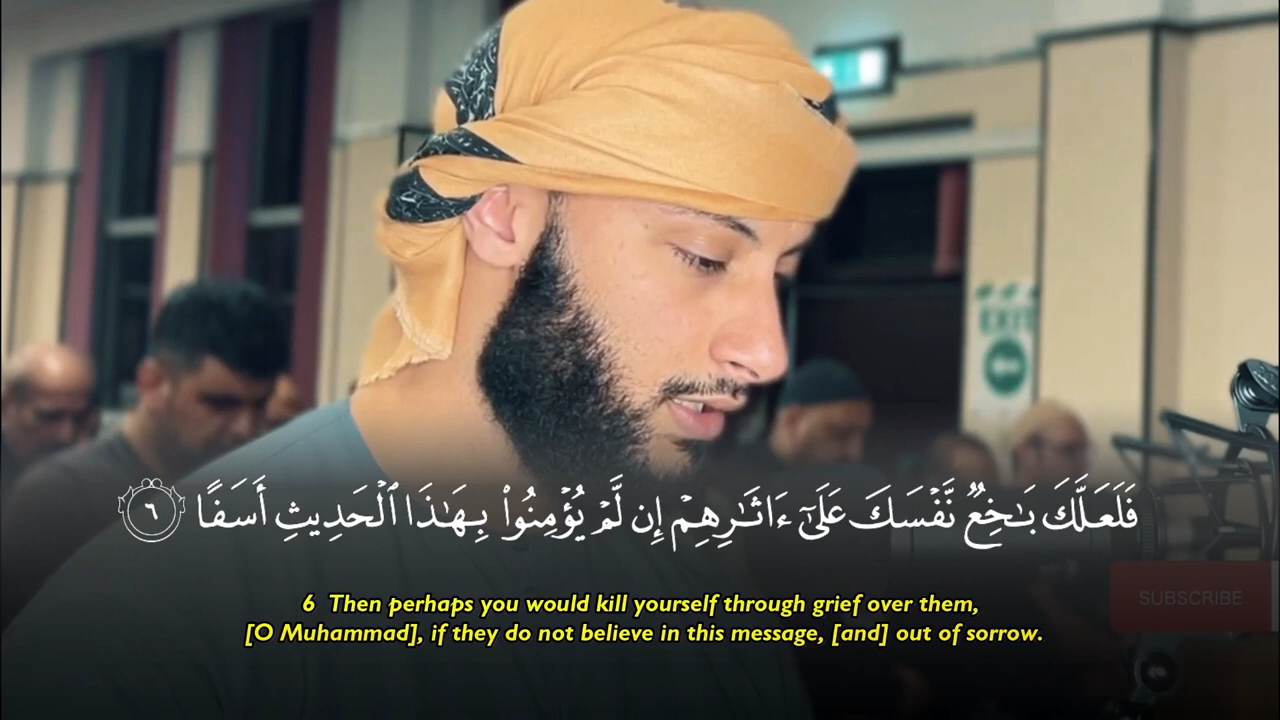 EXIT
فَلَعَلَّكَ بَـٰخِعٌ نَّفْسَكَ عَلَىٰٓ ءَاثَـٰرِهِمْ إِن لَّمْ يُؤْمِنُوا۟ بِهَـٰذَا ٱلْحَدِيثِ أَسَفًا ٦
6 Then perhaps you would kill yourself through grief over them,
[O Muhammad], if they do not believe in this message, [and] out of sorrow.
SUBSCRIBE